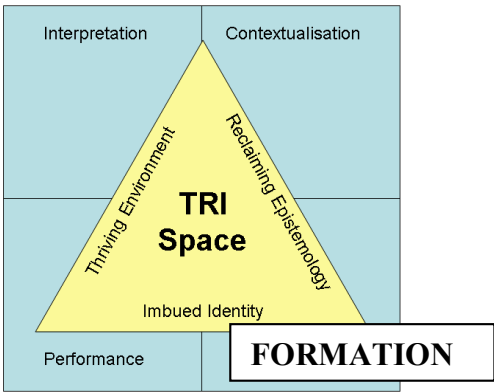 Interpretation
Contextualisation
Thriving Environment
Reclaiming Epistemology
TRI
Space
Imbued Identity
Performance
FORMATION